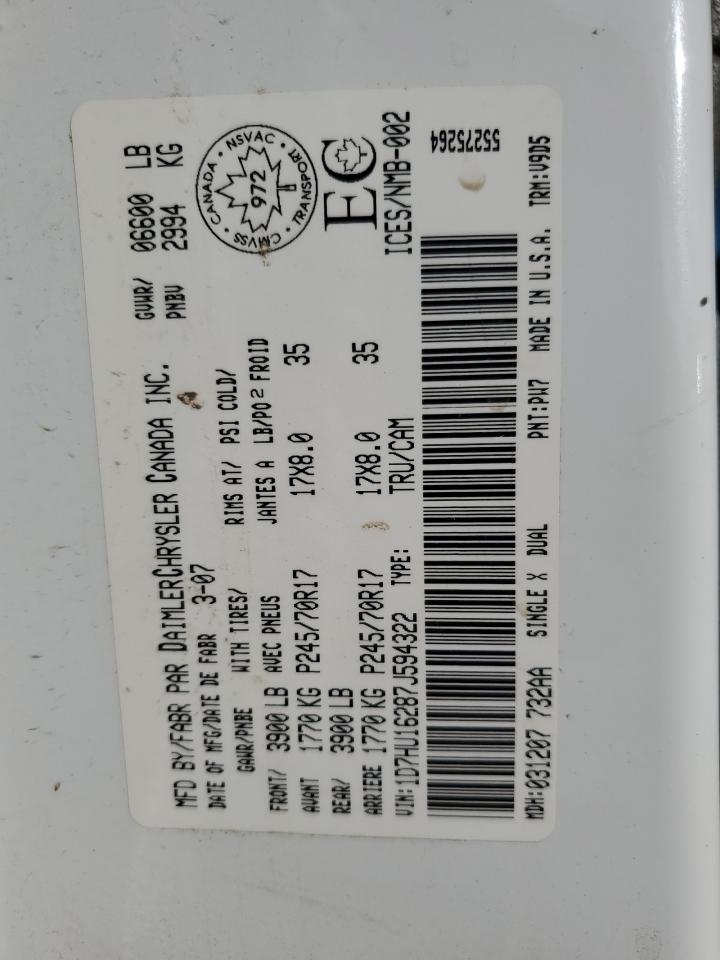 MFD BY/FABR PAR DAIMLERCHRYSLER CANADA INC.
DATE OF MFG/DATE DE FABR 3-07
GVWR/ 06600 LB
PNBV 2994 KG
GAWR/PNBE WITH TIRES/ RIMS AT/ PSI COLD/
AVEC PNEUS JANTES A LB/PO2 FROID
FRONT/ 3900 LB
AVANT 1770 KG P245/70R17 17X8.0 35
REAR/ 3900 LB
ARRIERE 1770 KG P245/70R17 17X8.0 35
CANADA • NSVAC • TRANSPORT • CMVSS •
972
EC
ICES/NMB-002
VIN:1D7HU16287J594322 TYPE: TRU/CAM
55275264
MDH:031207 732AA SINGLE X DUAL PNT:PW7 MADE IN U.S.A. TRM:V9D5